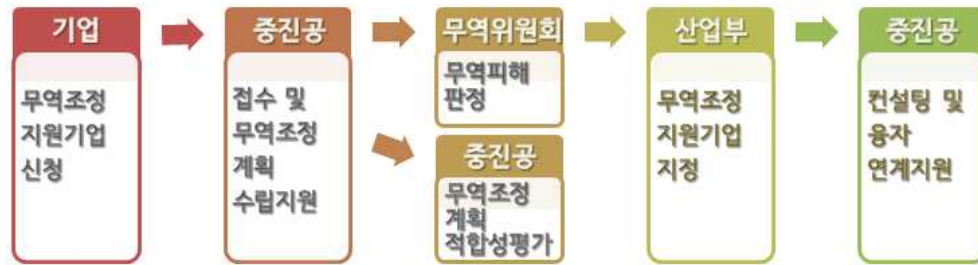 기업
무역조정
지원기업
신청
중진공
접수 및
무역조정
계획
수립지원
무역위원회
무역피해
판정
중진공
무역조정
계획
적합성평가
산업부
무역조정
지원기업
지정
중진공
컨설팅 및
융자
연계지원